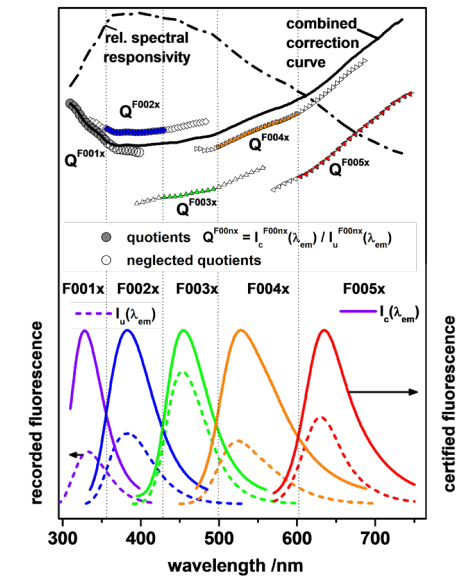 rel. spectral
responsivity
combined
correction
curve
Q^F002x
Q^F001x
Q^F004x
Q^F005x
Q^F003x
quotients Q^F00nx = I_c^F00nx(λ_em) / I_u^F00nx(λ_em)
neglected quotients
F001x F002x F003x F004x F005x
I_u(λ_em) I_c(λ_em)
recorded fluorescence
certified fluorescence
300 400 500 600 700
wavelength /nm